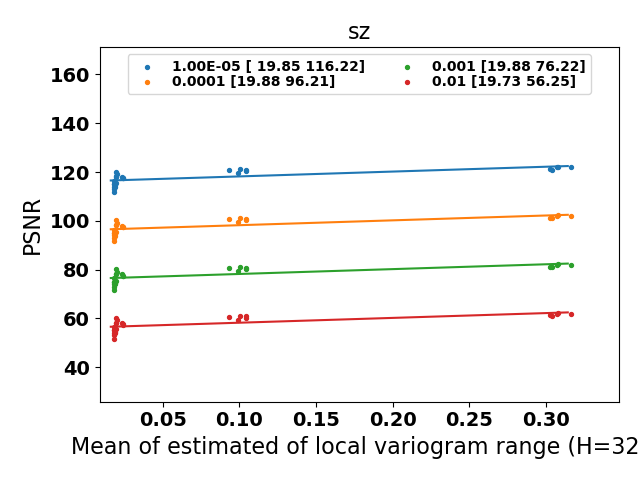 sz
1.00E-05 [ 19.85 116.22]
0.0001 [19.88 96.21]
0.001 [19.88 76.22]
0.01 [19.73 56.25]
PSNR
160
140
120
100
80
60
40
0.05 0.10 0.15 0.20 0.25 0.30
Mean of estimated of local variogram range (H=32